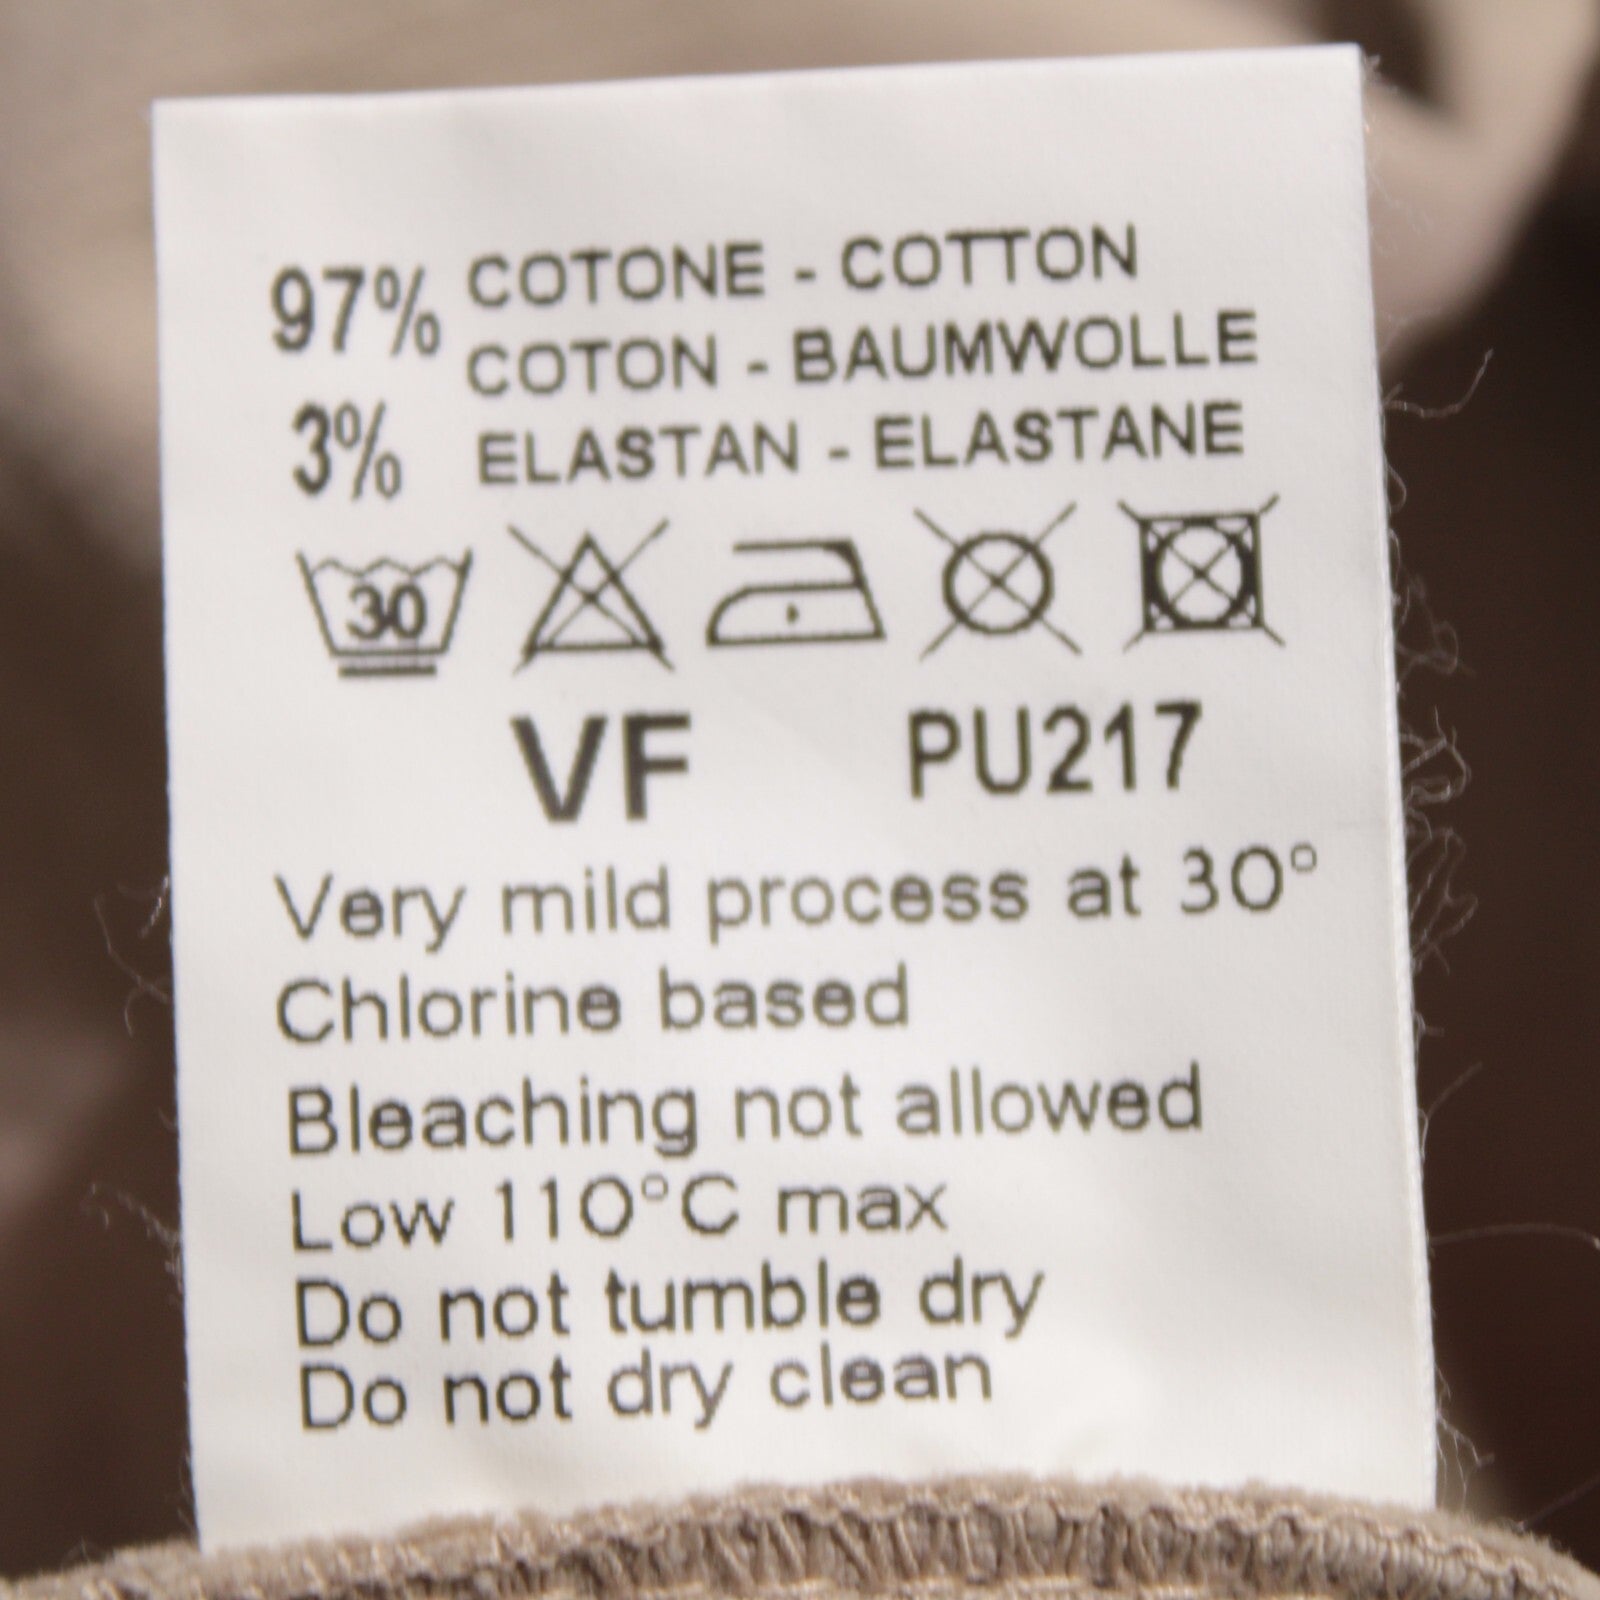 97% COTONE - COTTON
COTON - BAUMWOLLE
3% ELASTAN - ELASTANE
30
VF PU217
Very mild process at 30°
Chlorine based
Bleaching not allowed
Low 110°C max
Do not tumble dry
Do not dry clean